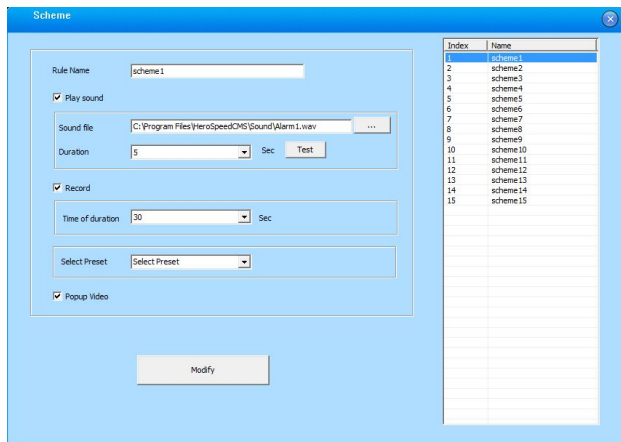 Scheme
Rule Name scheme1
Play sound
Sound file C:\Program Files\HeroSpeedCMS\Sound\Alarm1.wav ...
Duration 5 Sec Test
Record
Time of duration 30 Sec
Select Preset Select Preset
Popup Video
Modify
Index Name
1 scheme1
2 scheme2
3 scheme3
4 scheme4
5 scheme5
6 scheme6
7 scheme7
8 scheme8
9 scheme9
10 scheme10
11 scheme11
12 scheme12
13 scheme13
14 scheme14
15 scheme15